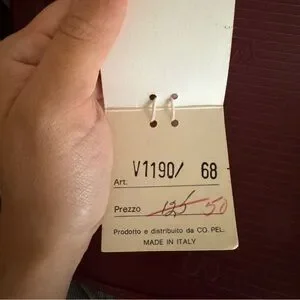 Art. V1190/ 68
Prezzo 125 50
Prodotto e distribuito da CO. PEL.
MADE IN ITALY